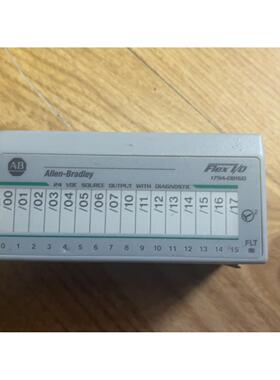 AB
Allen-Bradley
Flex I/O
24 VDC SOURCE OUTPUT WITH DIAGNOSTIC
1794-OB16D
/00 /01 /02 /03 /04 /05 /06 /07 /10 /11 /12 /13 /14 /15 /16 /17
0 1 2 3 4 5 6 7 8 9 10 11 12 13 14 15
FLT